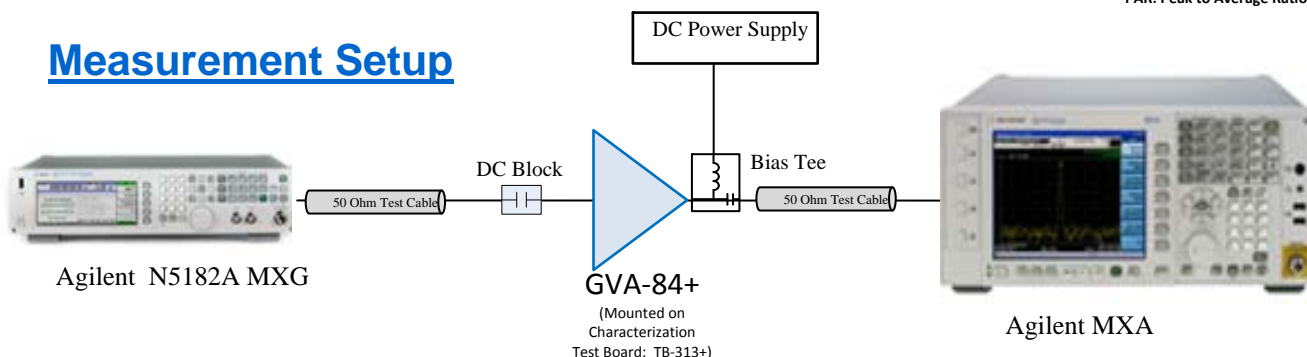 PAR: Peak to Average Ratio
Measurement Setup
DC Power Supply
DC Block
Bias Tee
50 Ohm Test Cable
50 Ohm Test Cable
Agilent N5182A MXG
GVA-84+
(Mounted on
Characterization
Test Board: TB-313+)
Agilent MXA